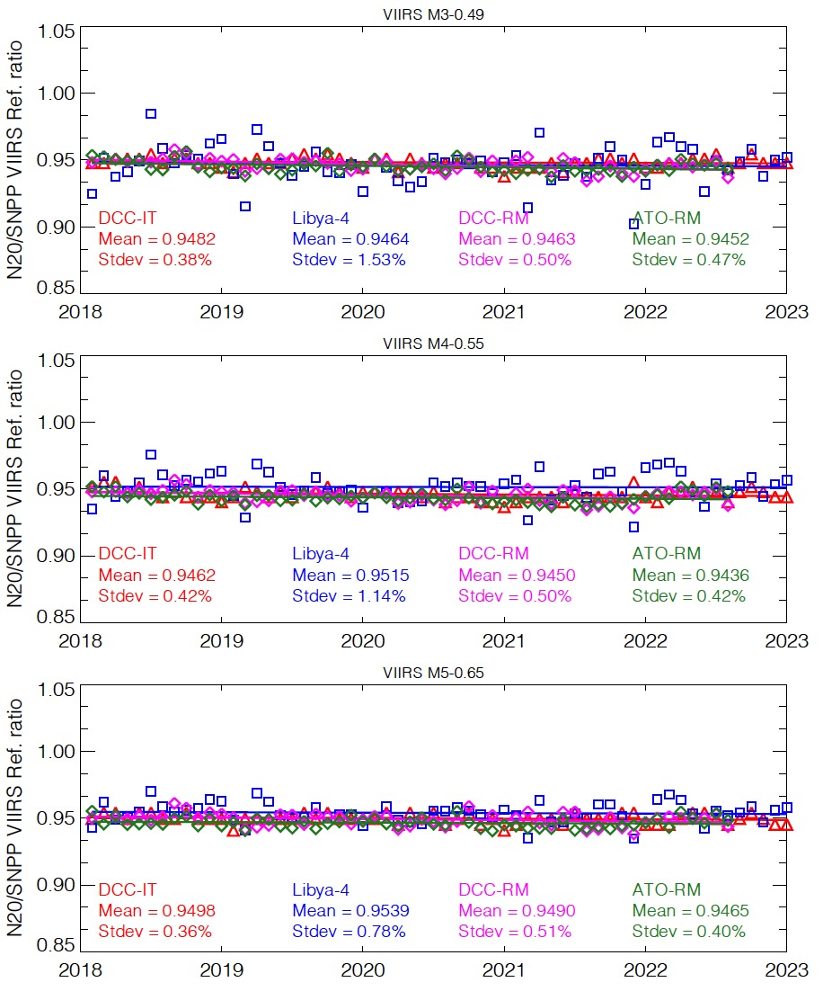 VIIRS M3-0.49
N20/SNPP VIIRS Ref. ratio
1.05
1.00
0.95
0.90
0.85
DCC-IT Libya-4 DCC-RM ATO-RM
Mean = 0.9482 Mean = 0.9464 Mean = 0.9463 Mean = 0.9452
Stdev = 0.38% Stdev = 1.53% Stdev = 0.50% Stdev = 0.47%
2018 2019 2020 2021 2022 2023
VIIRS M4-0.55
N20/SNPP VIIRS Ref. ratio
1.05
1.00
0.95
0.90
0.85
DCC-IT Libya-4 DCC-RM ATO-RM
Mean = 0.9462 Mean = 0.9515 Mean = 0.9450 Mean = 0.9436
Stdev = 0.42% Stdev = 1.14% Stdev = 0.50% Stdev = 0.42%
2018 2019 2020 2021 2022 2023
VIIRS M5-0.65
N20/SNPP VIIRS Ref. ratio
1.05
1.00
0.95
0.90
0.85
DCC-IT Libya-4 DCC-RM ATO-RM
Mean = 0.9498 Mean = 0.9539 Mean = 0.9490 Mean = 0.9465
Stdev = 0.36% Stdev = 0.78% Stdev = 0.51% Stdev = 0.40%
2018 2019 2020 2021 2022 2023